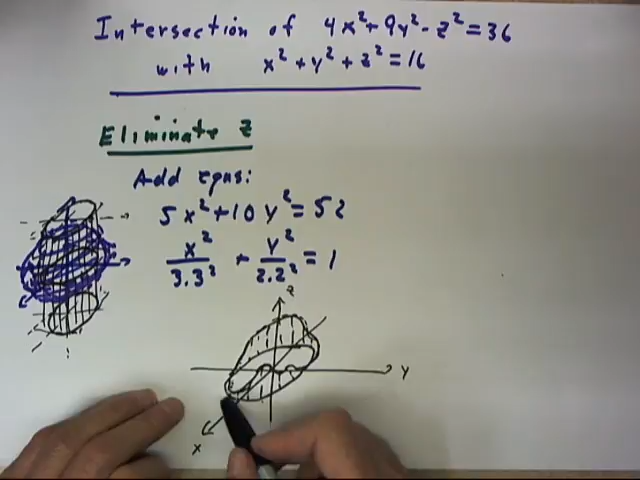 Intersection of 4x²+9y²-z²=36
with x²+y²+z²=16
Eliminate z
Add eqns:
5x²+10y²=52
x²/3.3² + y²/2.2² = 1
z
y
x